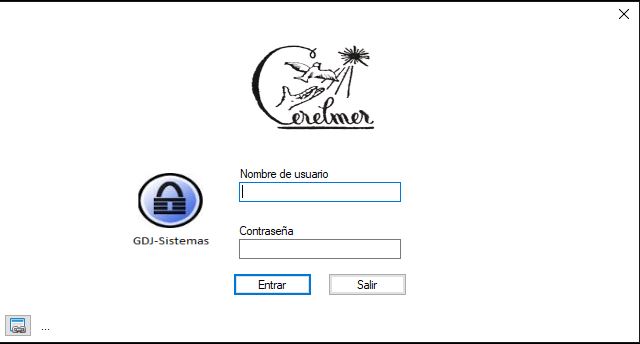 Cerelmer
Nombre de usuario
GDJ-Sistemas
Contraseña
Entrar
Salir
...